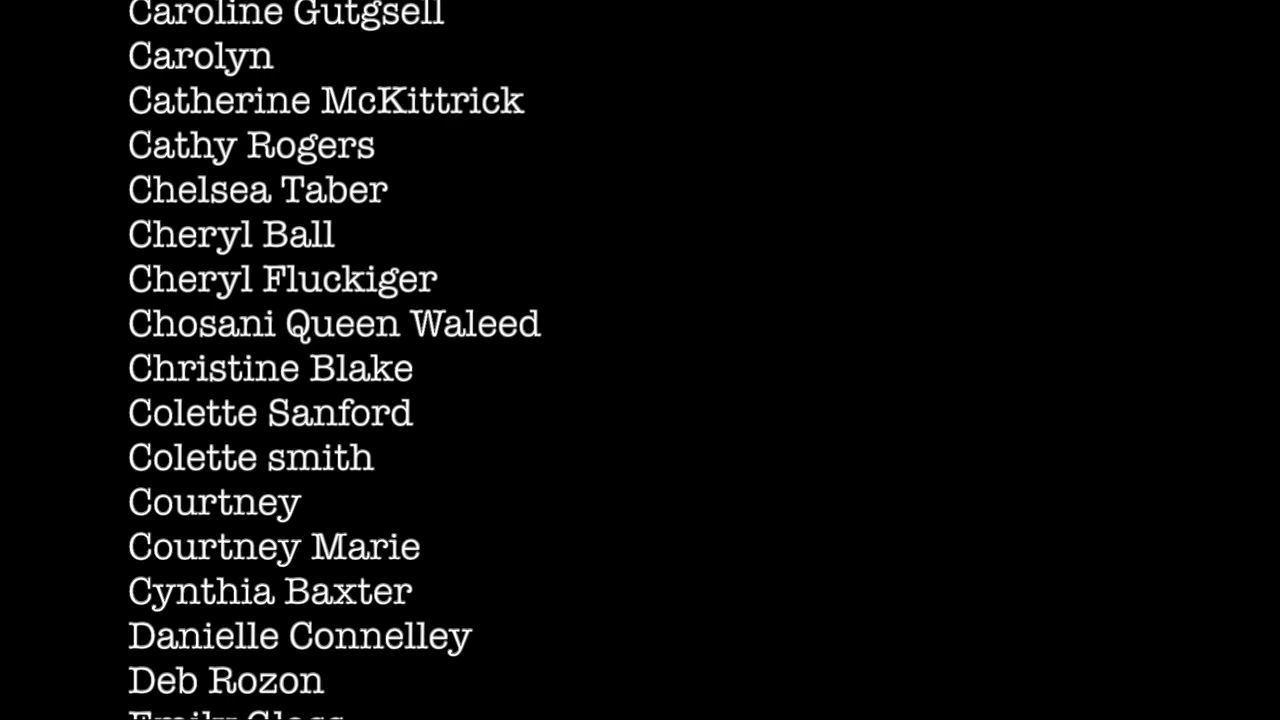 Caroline Gutgsell
Carolyn
Catherine McKittrick
Cathy Rogers
Chelsea Taber
Cheryl Ball
Cheryl Fluckiger
Chosani Queen Waleed
Christine Blake
Colette Sanford
Colette smith
Courtney
Courtney Marie
Cynthia Baxter
Danielle Connelley
Deb Rozon